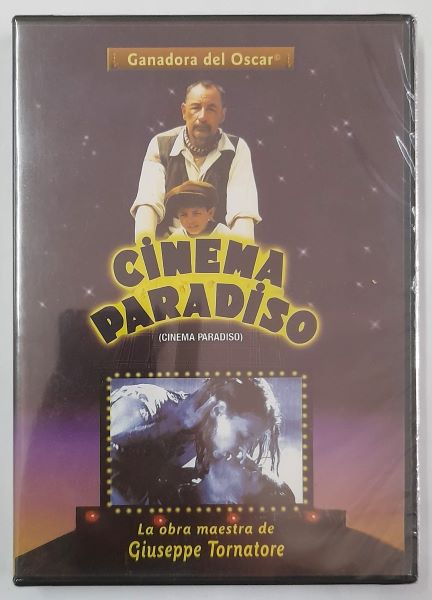 Ganadora del Oscar®
CINEMA
PARADISO
(CINEMA PARADISO)
La obra maestra de
Giuseppe Tornatore